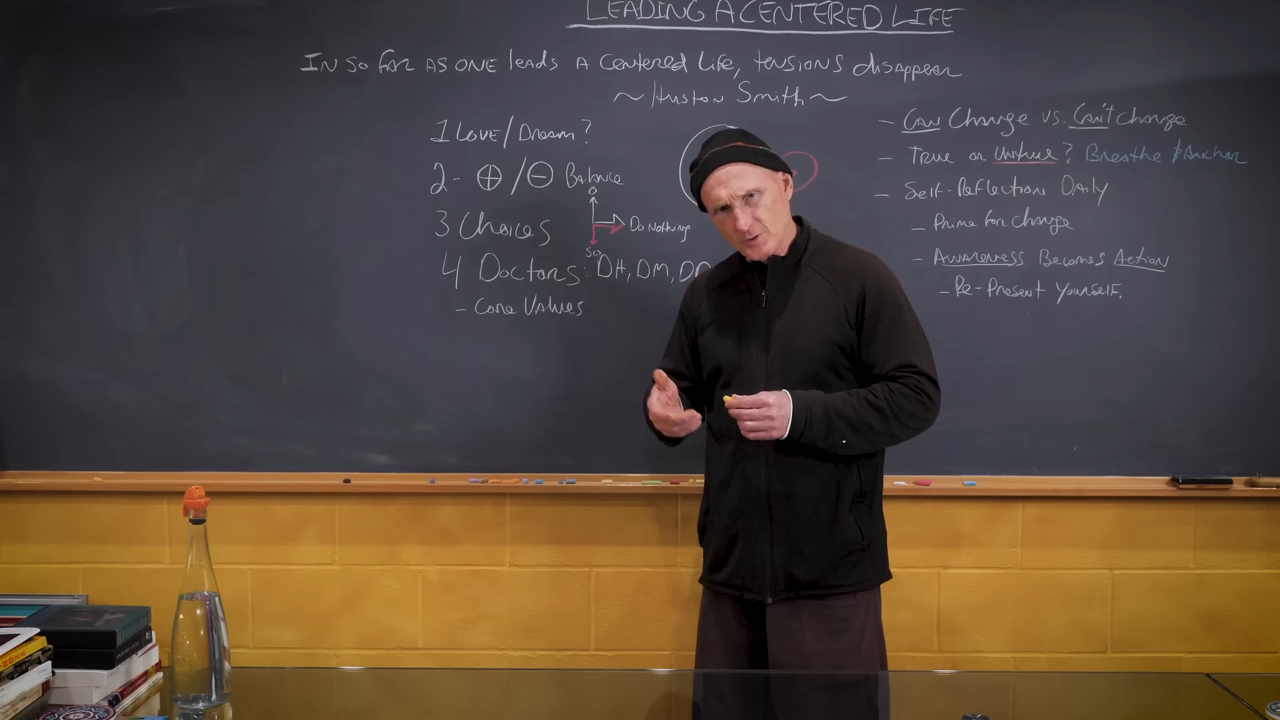 LEADING A CENTERED LIFE
IN SO FAR AS ONE leads A Centered Life, tensions disappear
~ Huston Smith ~
1 LOVE/Dream?
2- ⊕/⊖ Balance
3 Choices
O
Do Nothing
So
4 Doctors: DH, DM, DD
- Core Values
- CAN Change vs. Can't change
- True or Untrue? Breathe & Anchor
- Self-Reflection Daily
- Prime for Change
- Awareness Becomes Action
- Re-Present Yourself.